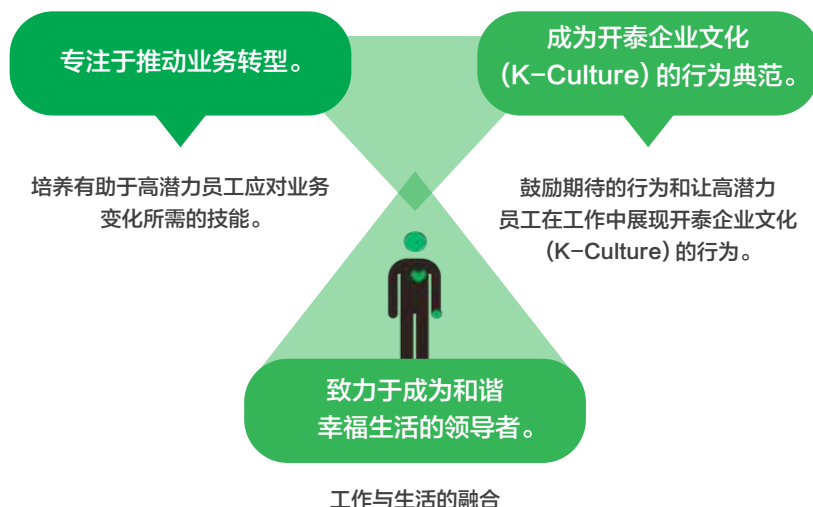 专注于推动业务转型。
培养有助于高潜力员工应对业务
变化所需的技能。
成为开泰企业文化
（K-Culture）的行为典范。
鼓励期待的行为和让高潜力
员工在工作中展现开泰企业文化
（K-Culture）的行为。
致力于成为和谐
幸福生活的领导者。
工作与生活的融合